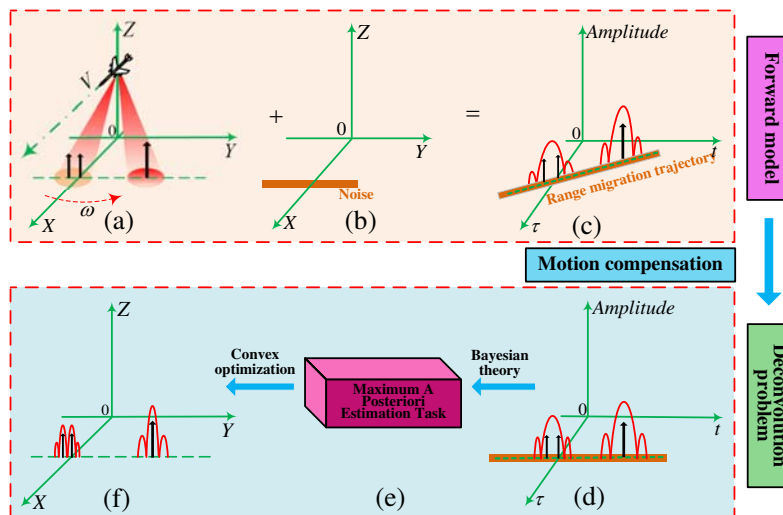 Z
V
0
Y
ω
X
(a)
+
Z
0
Y
Noise
X
(b)
=
Amplitude
0
t
Range migration trajectory
τ
(c)
Forward model
Motion compensation
Z
0
Y
X
(f)
Convex
optimization
Maximum A
Posteriori
Estimation Task
(e)
Bayesian
theory
Amplitude
0
t
τ
(d)
Deconvolution
problem